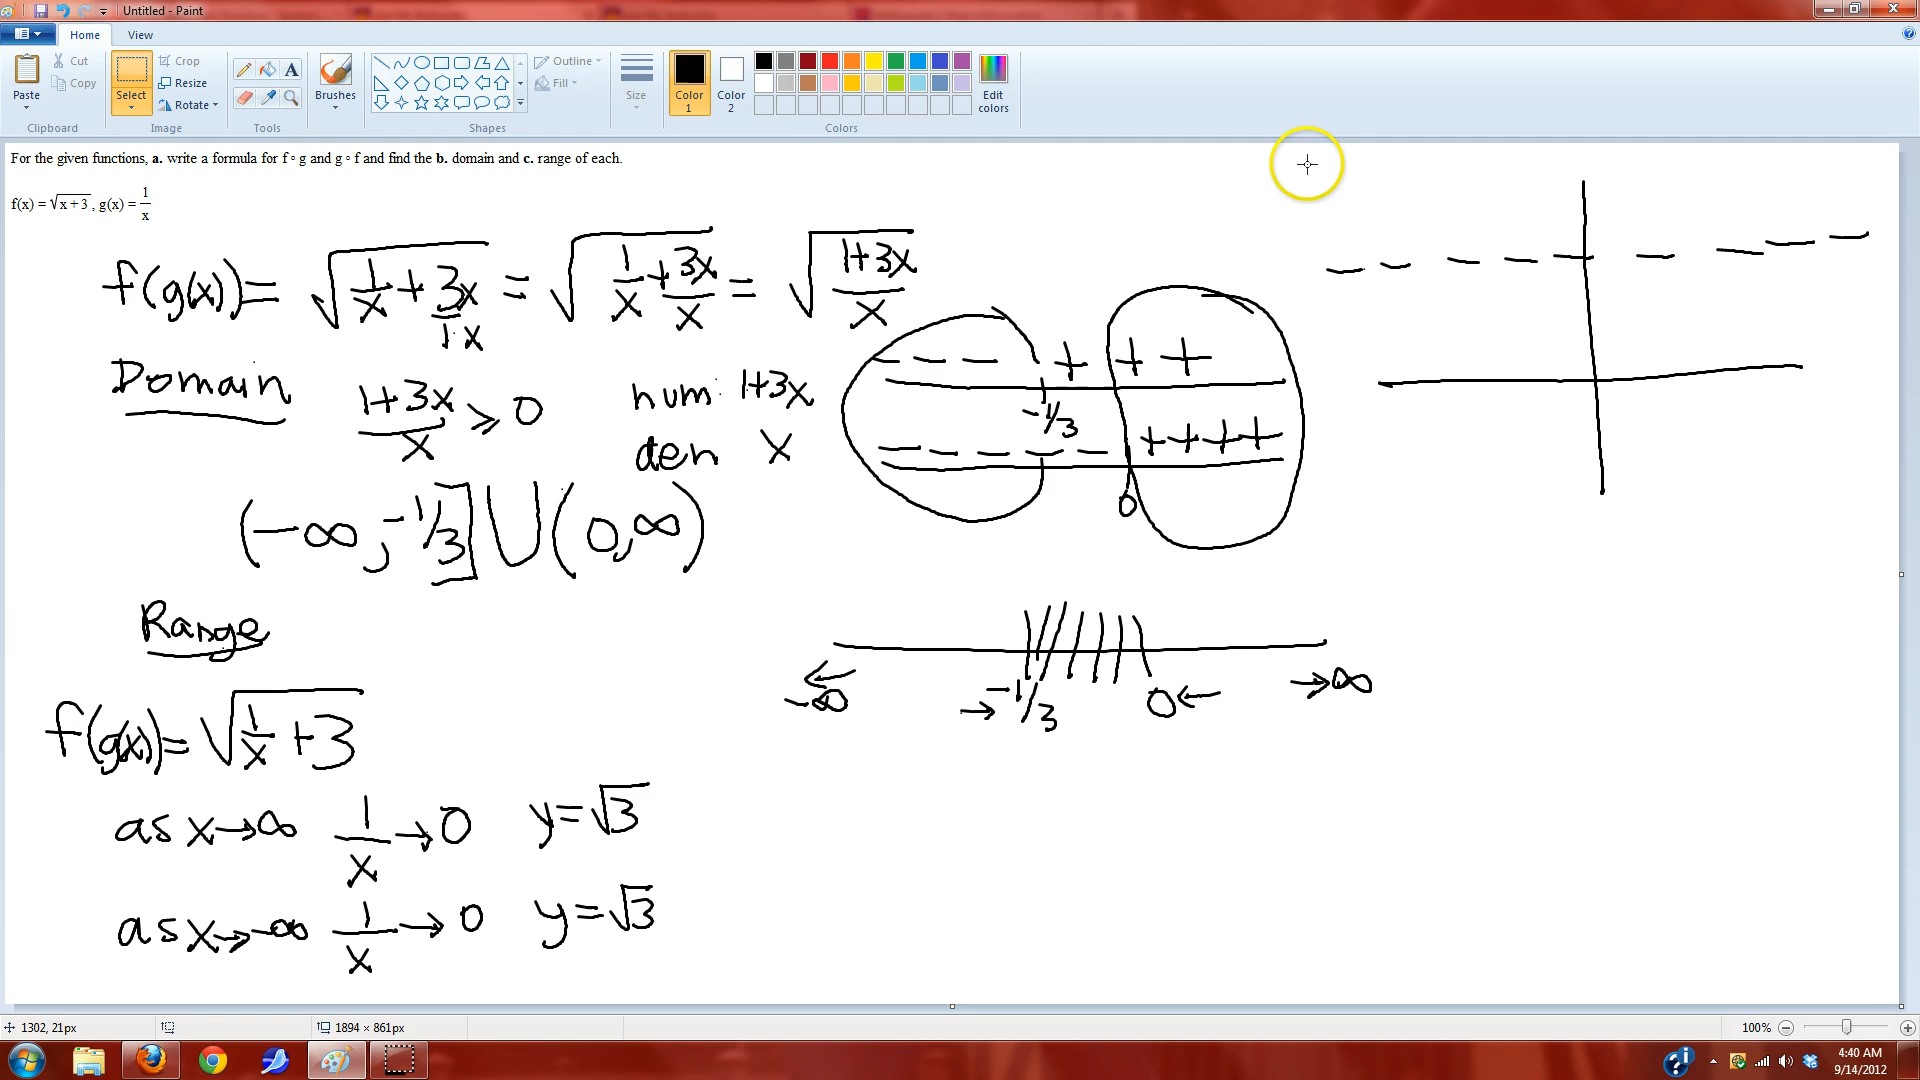 Untitled - Paint
Home View
Paste Cut Copy Clipboard
Select Crop Resize Rotate Image
Tools
Brushes
Outline Fill Shapes
Size
Color 1 Color 2 Edit colors Colors
For the given functions, a. write a formula for f∘g and g∘f and find the b. domain and c. range of each.
f(x) = √(x + 3), g(x) = 1/x
f(g(x)) = √(1/x + 3x/1·x) = √(1/x + 3x/x) = √((1+3x)/x)
Domain (1+3x)/x ≥ 0 num: 1+3x
den x
− − − + + +
-1/3
− − − − − + + + +
0
(-∞, -1/3] ∪ (0, ∞)
Range
-∞ ← → -1/3 0 ← → ∞
f(g(x)) = √(1/x + 3)
as x → ∞ 1/x → 0 y = √3
as x → -∞ 1/x → 0 y = √3
1302, 21px 1894 × 861px 100%
4:40 AM
9/14/2012